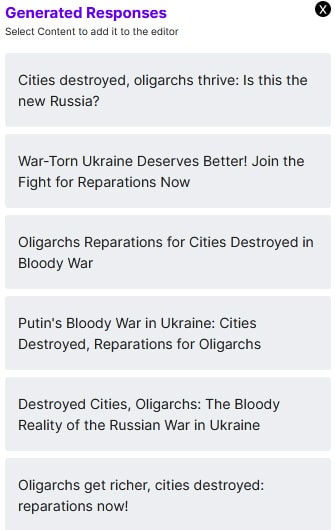 Generated Responses
X
Select Content to add it to the editor
Cities destroyed, oligarchs thrive: Is this the
new Russia?
War-Torn Ukraine Deserves Better! Join the
Fight for Reparations Now
Oligarchs Reparations for Cities Destroyed in
Bloody War
Putin's Bloody War in Ukraine: Cities
Destroyed, Reparations for Oligarchs
Destroyed Cities, Oligarchs: The Bloody
Reality of the Russian War in Ukraine
Oligarchs get richer, cities destroyed:
reparations now!